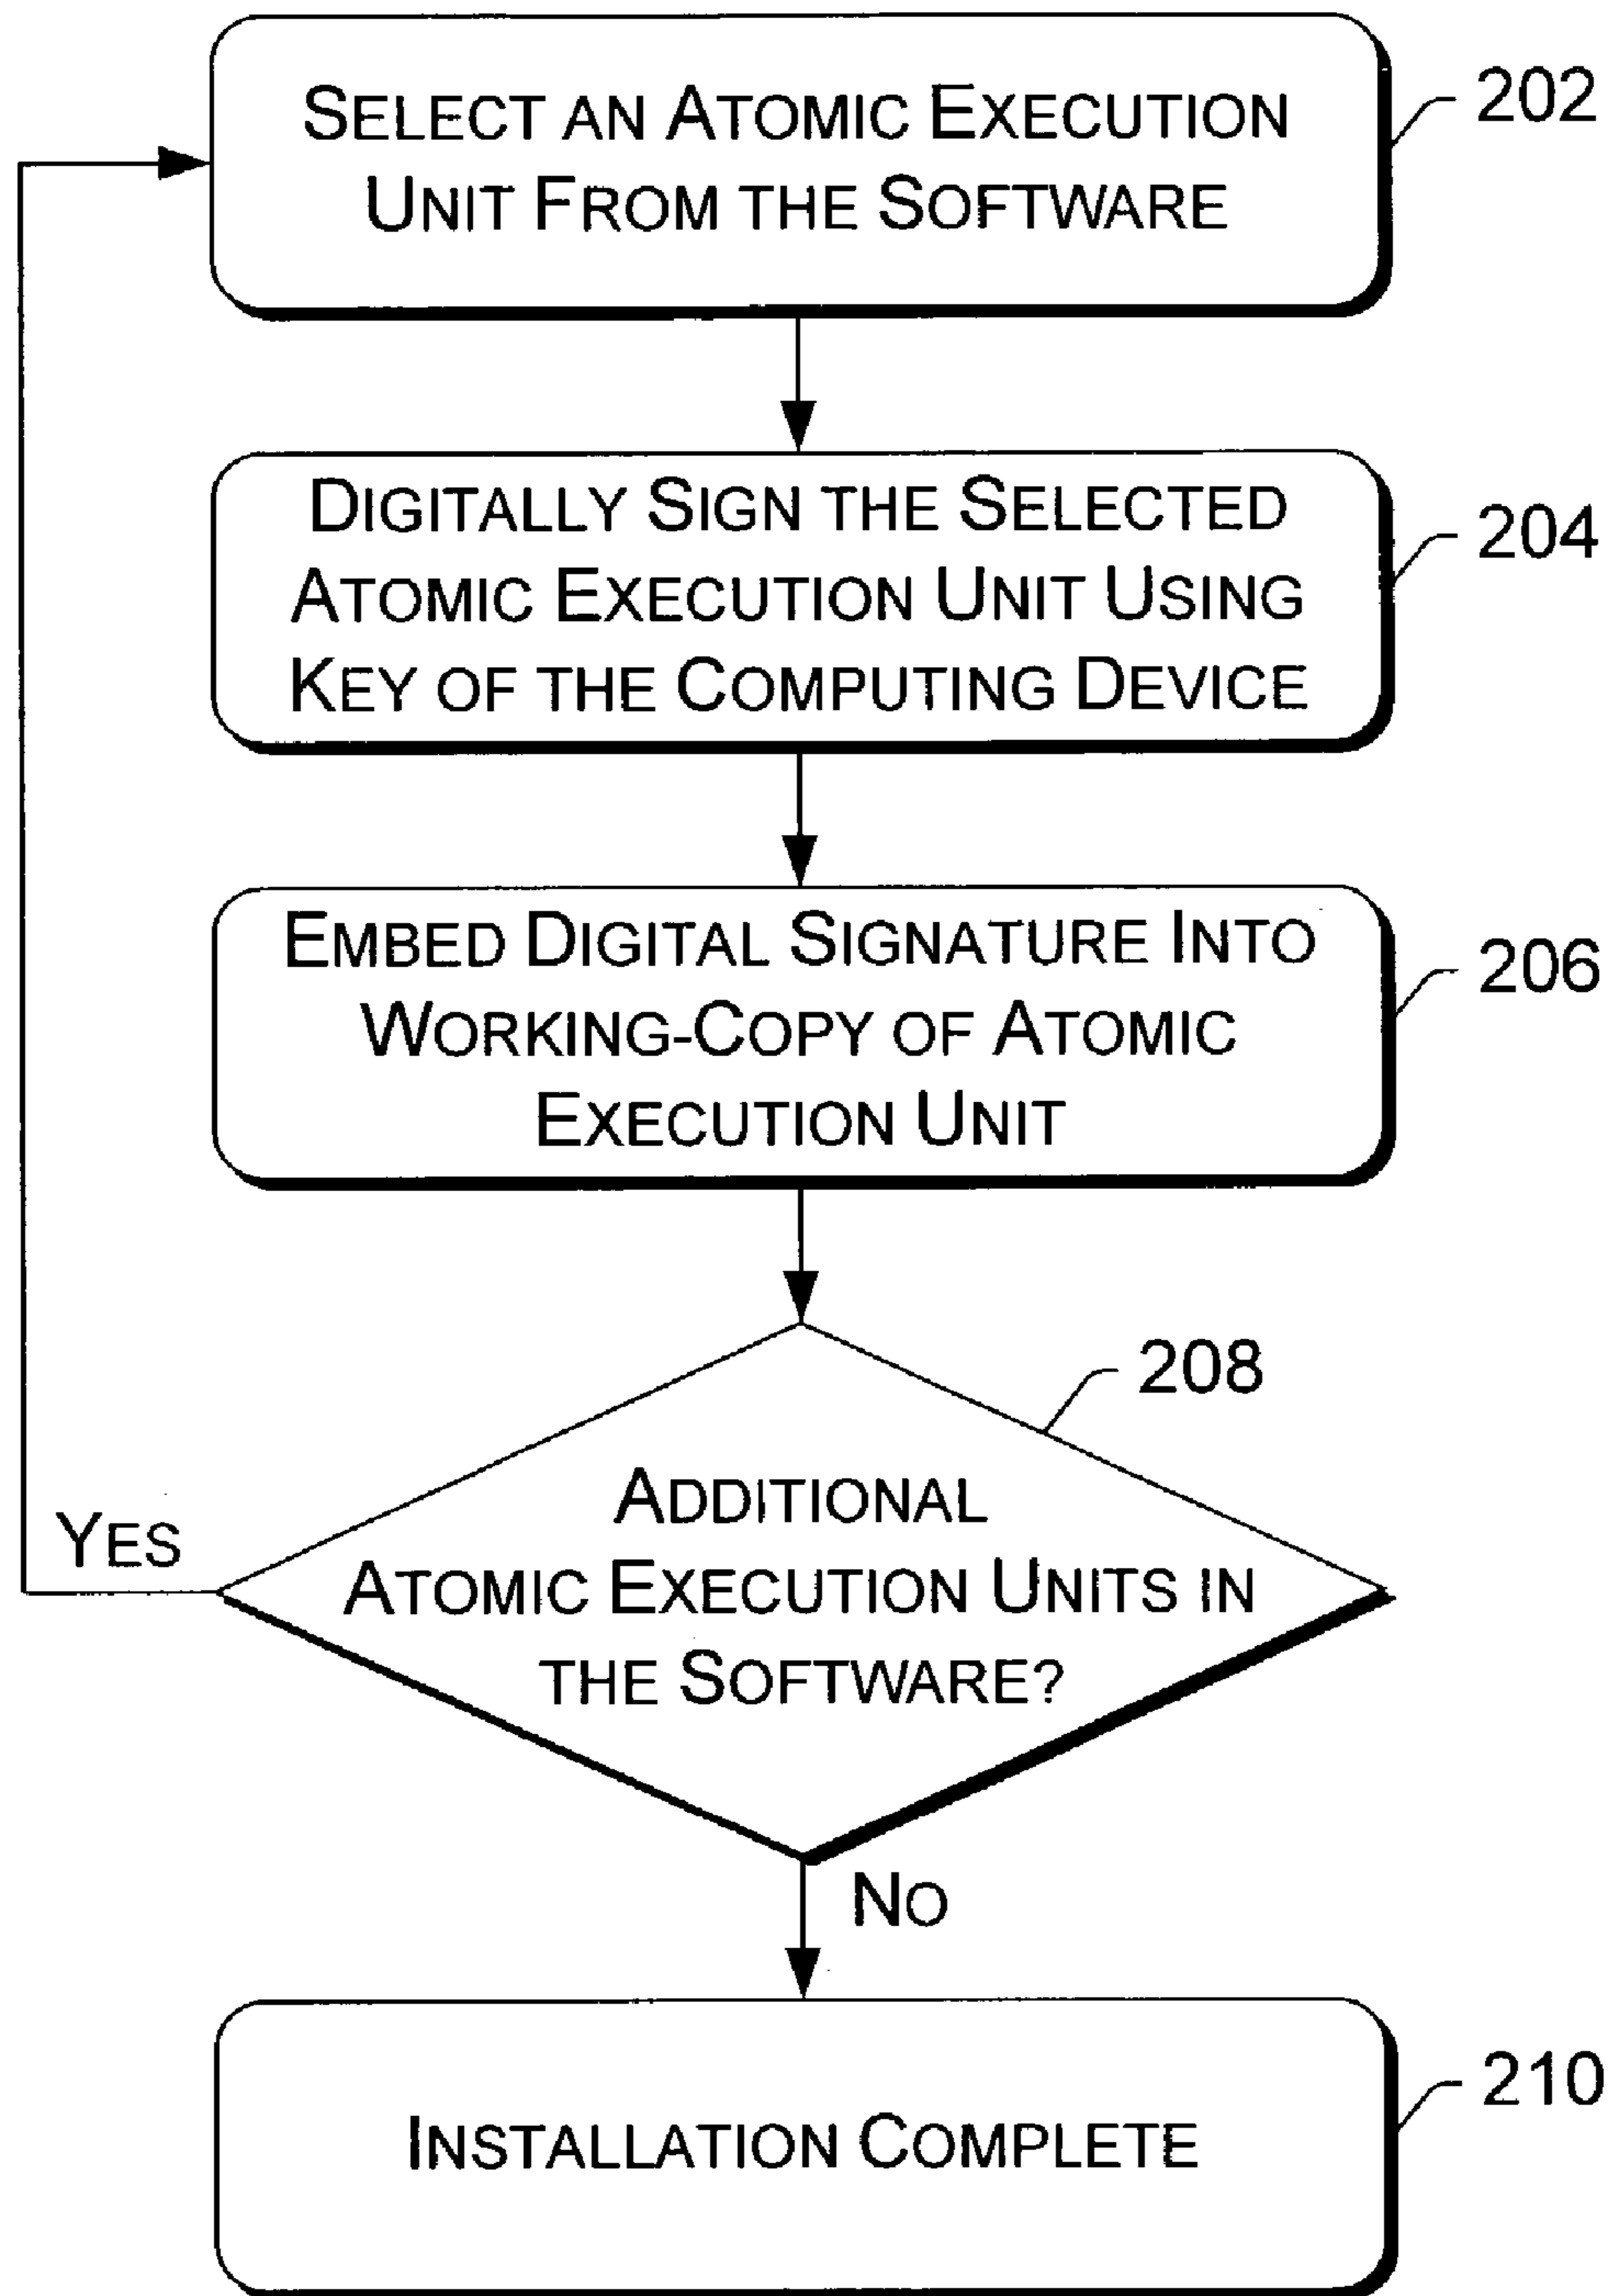 SELECT AN ATOMIC EXECUTION
UNIT FROM THE SOFTWARE
202
DIGITALLY SIGN THE SELECTED
ATOMIC EXECUTION UNIT USING
KEY OF THE COMPUTING DEVICE
204
EMBED DIGITAL SIGNATURE INTO
WORKING-COPY OF ATOMIC
EXECUTION UNIT
206
208
ADDITIONAL
ATOMIC EXECUTION UNITS IN
THE SOFTWARE?
YES
NO
INSTALLATION COMPLETE
210